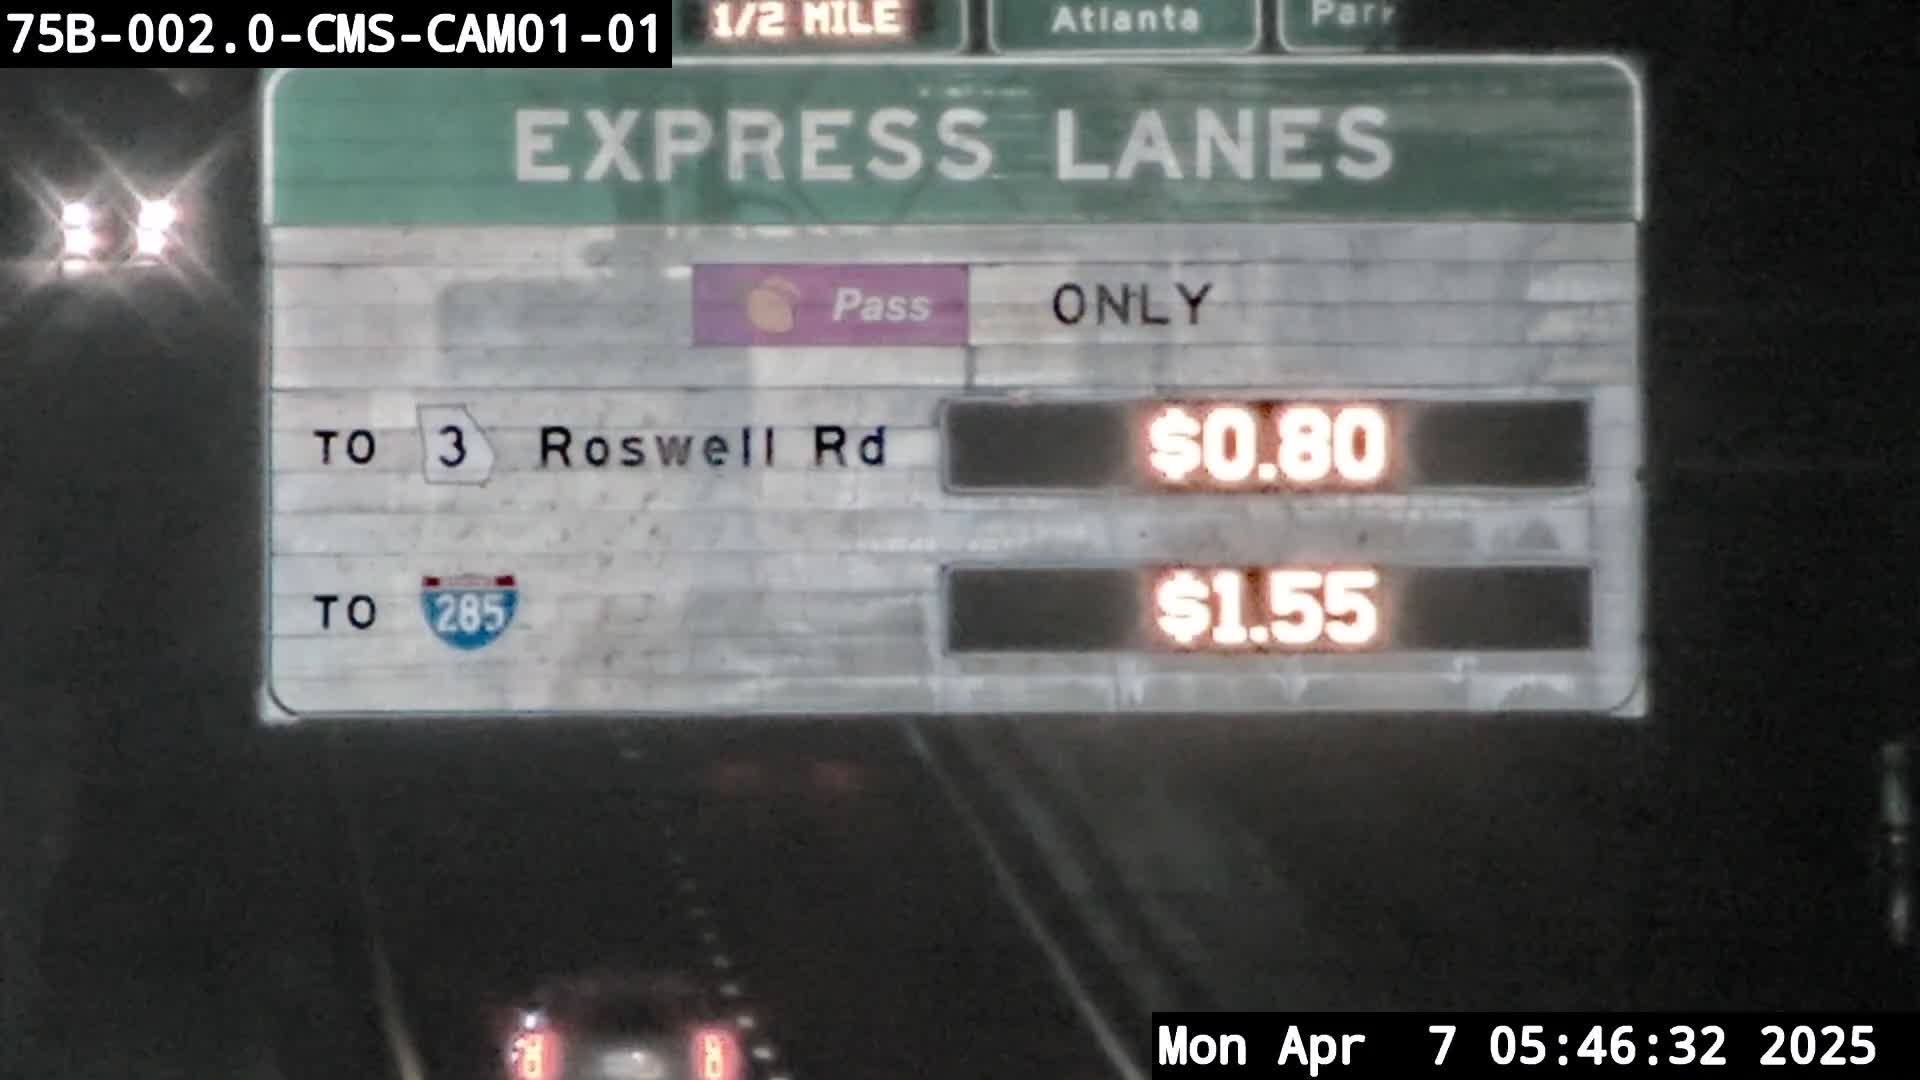 75B-002.0-CMS-CAM01-01
1/2 MILE
Atlanta
EXPRESS LANES
Pass ONLY
TO 3 Roswell Rd $0.80
TO 285 $1.55
Mon Apr 7 05:46:32 2025